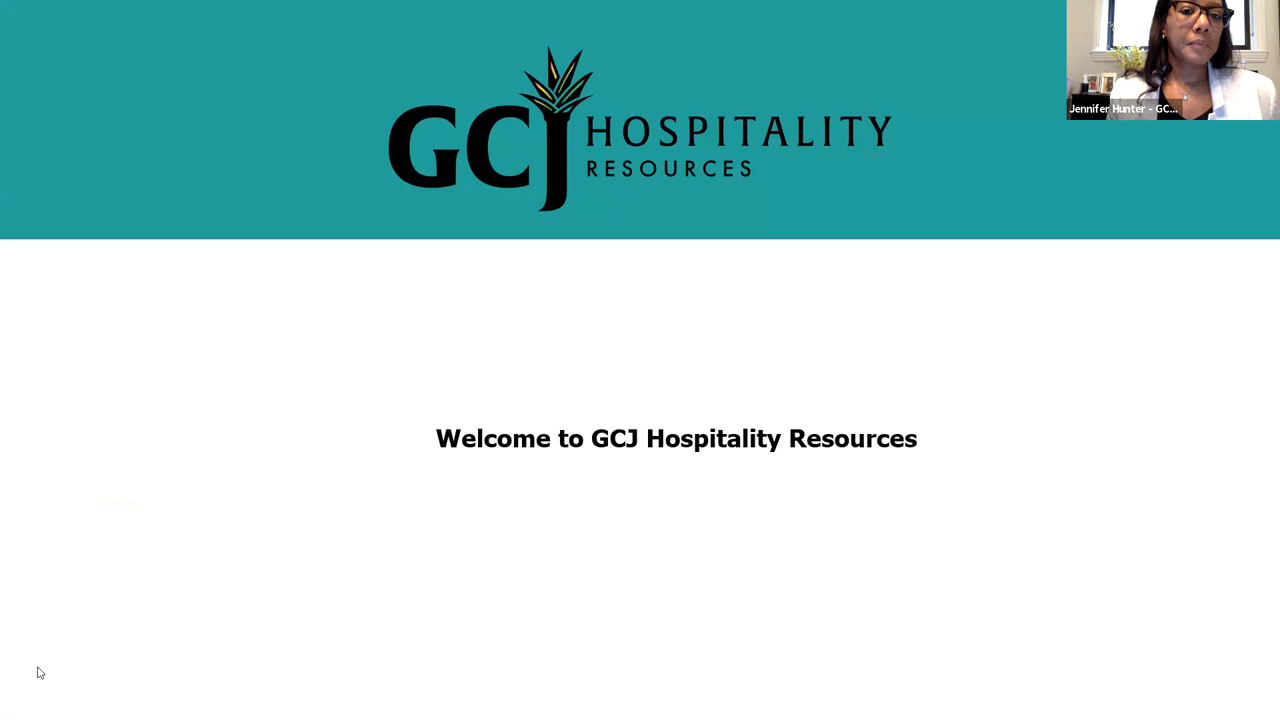 GCJ HOSPITALITY
RESOURCES
Jennifer Hunter - GC...
Welcome to GCJ Hospitality Resources